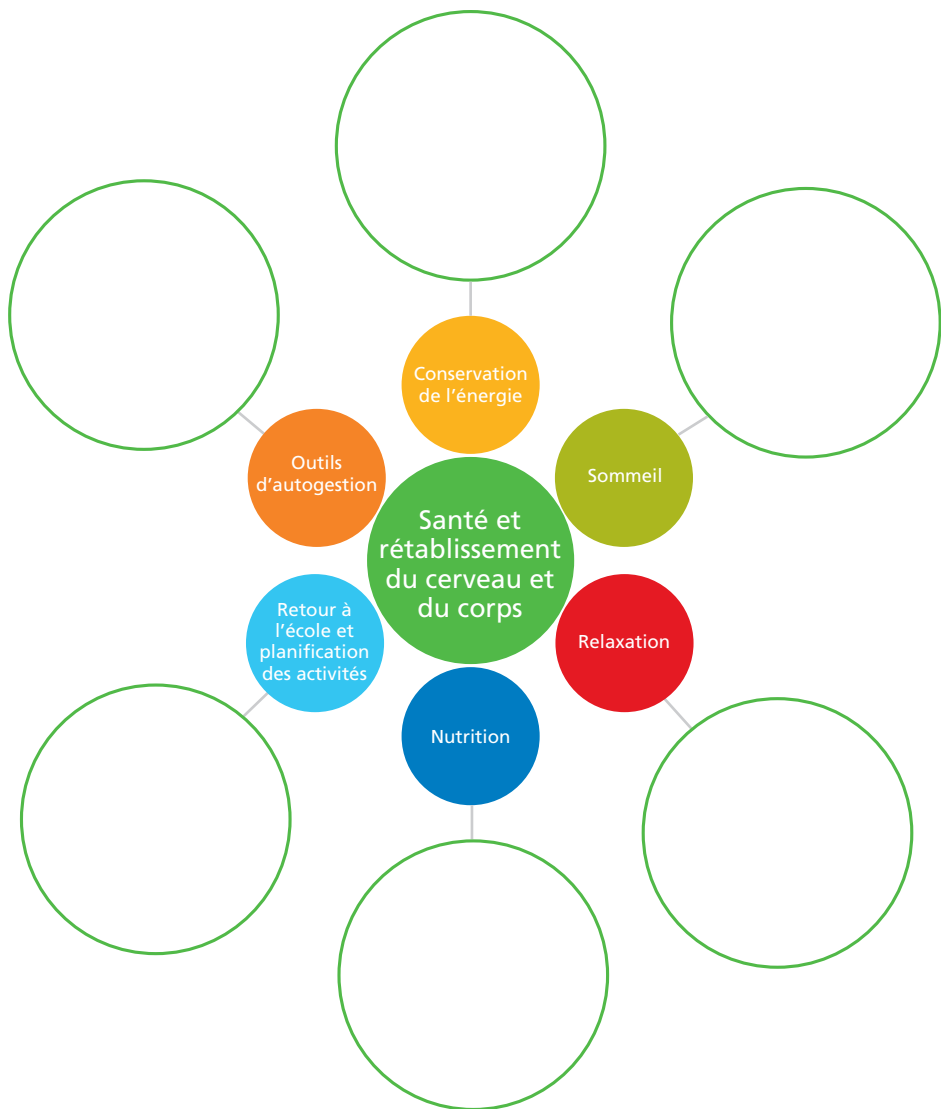 Conservation
de l'énergie
Outils
d'autogestion
Sommeil
Santé et
rétablissement
du cerveau et
du corps
Retour à
l'école et
planification
des activités
Relaxation
Nutrition